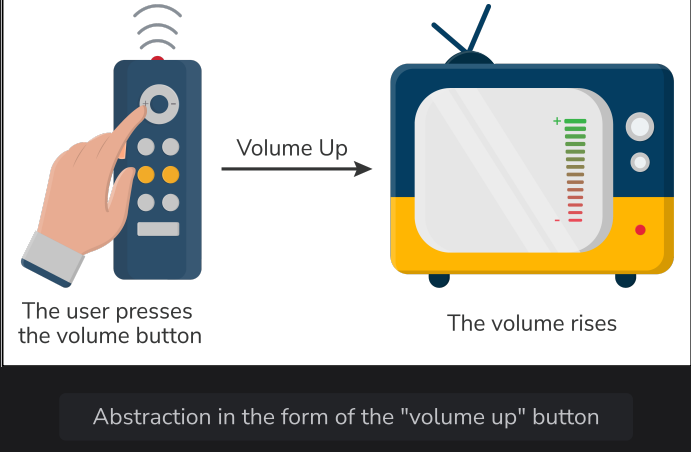 Volume Up
+ -
+
-
The user presses
the volume button
The volume rises
Abstraction in the form of the "volume up" button